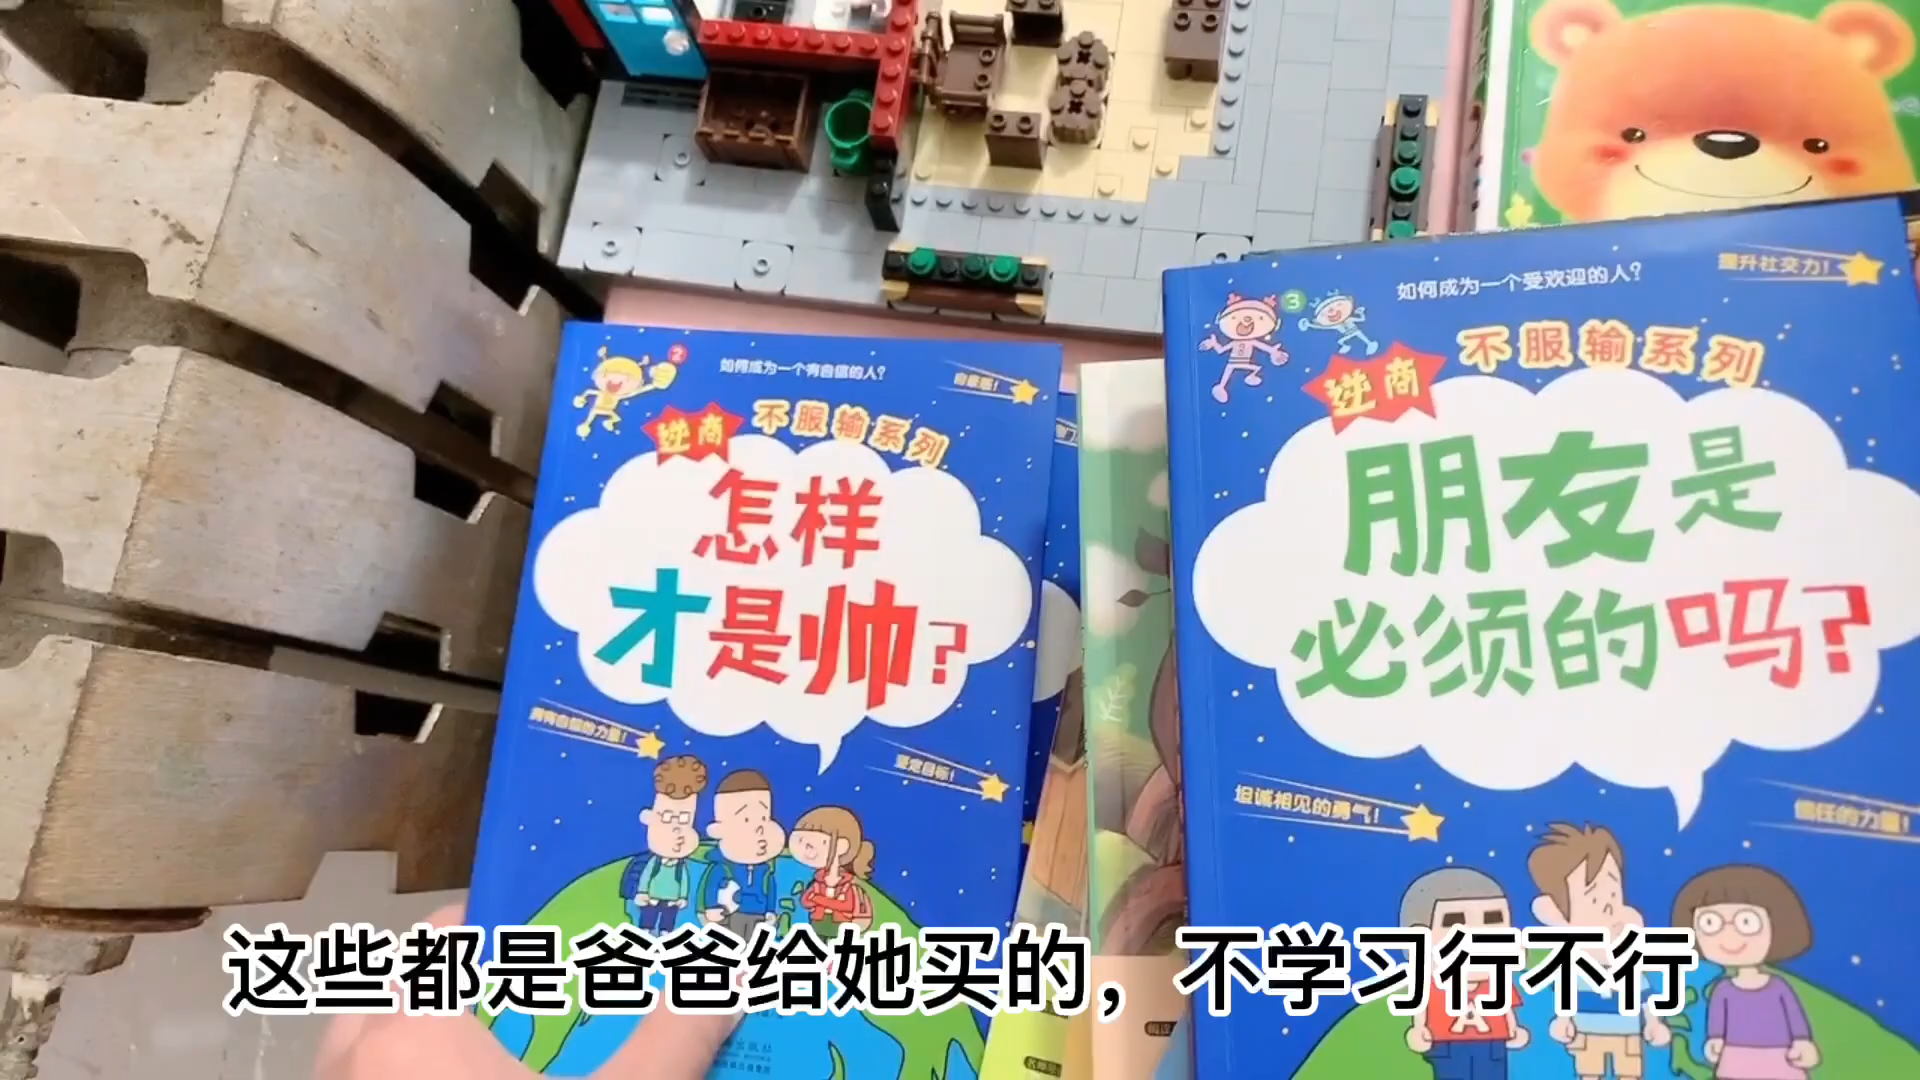 如何成为一个有自信的人?
2
自豪感!
逆商
不服输系列
怎样
才是帅?
拥有自信的力量!
坚定目标!
如何成为一个受欢迎的人?
3
提升社交力!
逆商
不服输系列
朋友是
必须的吗?
坦诚相见的勇气!
信任的力量!
A
这些都是爸爸给她买的，不学习行不行